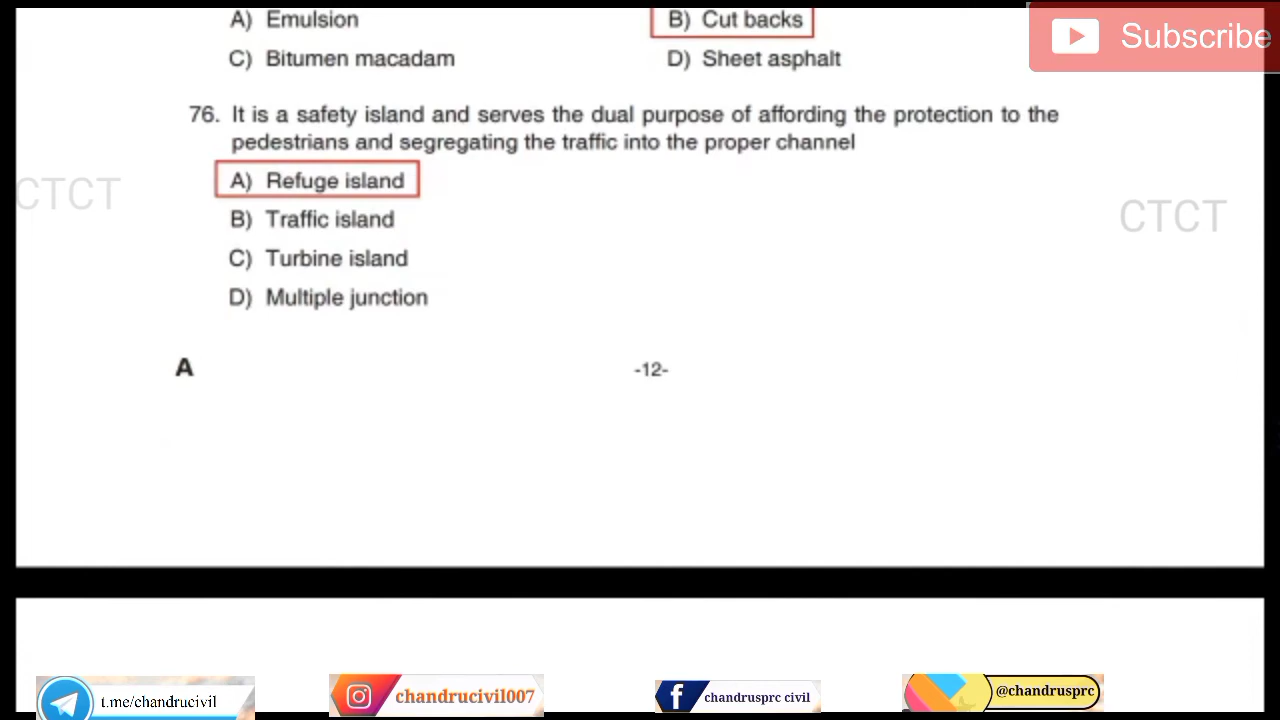 A) Emulsion B) Cut backs
Subscribe
C) Bitumen macadam D) Sheet asphalt
76. It is a safety island and serves the dual purpose of affording the protection to the
pedestrians and segregating the traffic into the proper channel
A) Refuge island
CTCT
B) Traffic island
CTCT
C) Turbine island
D) Multiple junction
A -12-
t.me/chandrucivil chandrucivil007 chandrusprc civil @chandrusprc